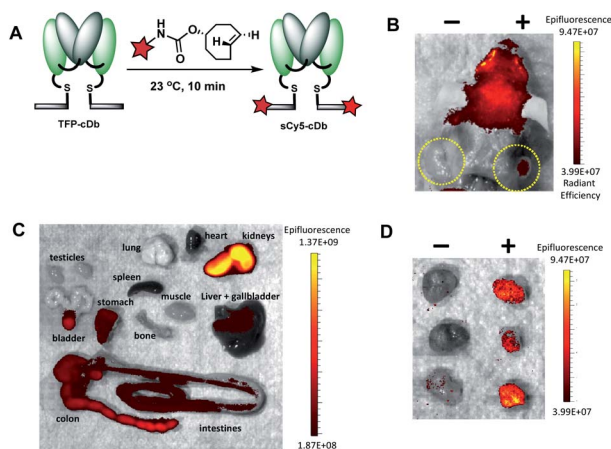 A
N
H
O
O
H
H
S
S
23 °C, 10 min
TFP-cDb
S
S
sCy5-cDb
B
−
+
Epifluorescence
9.47E+07
3.99E+07
Radiant
Efficiency
C
testicles
lung
heart
kidneys
spleen
stomach
muscle
Liver + gallbladder
bladder
bone
colon
intestines
Epifluorescence
1.37E+09
1.87E+08
D
−
+
Epifluorescence
9.47E+07
3.99E+07